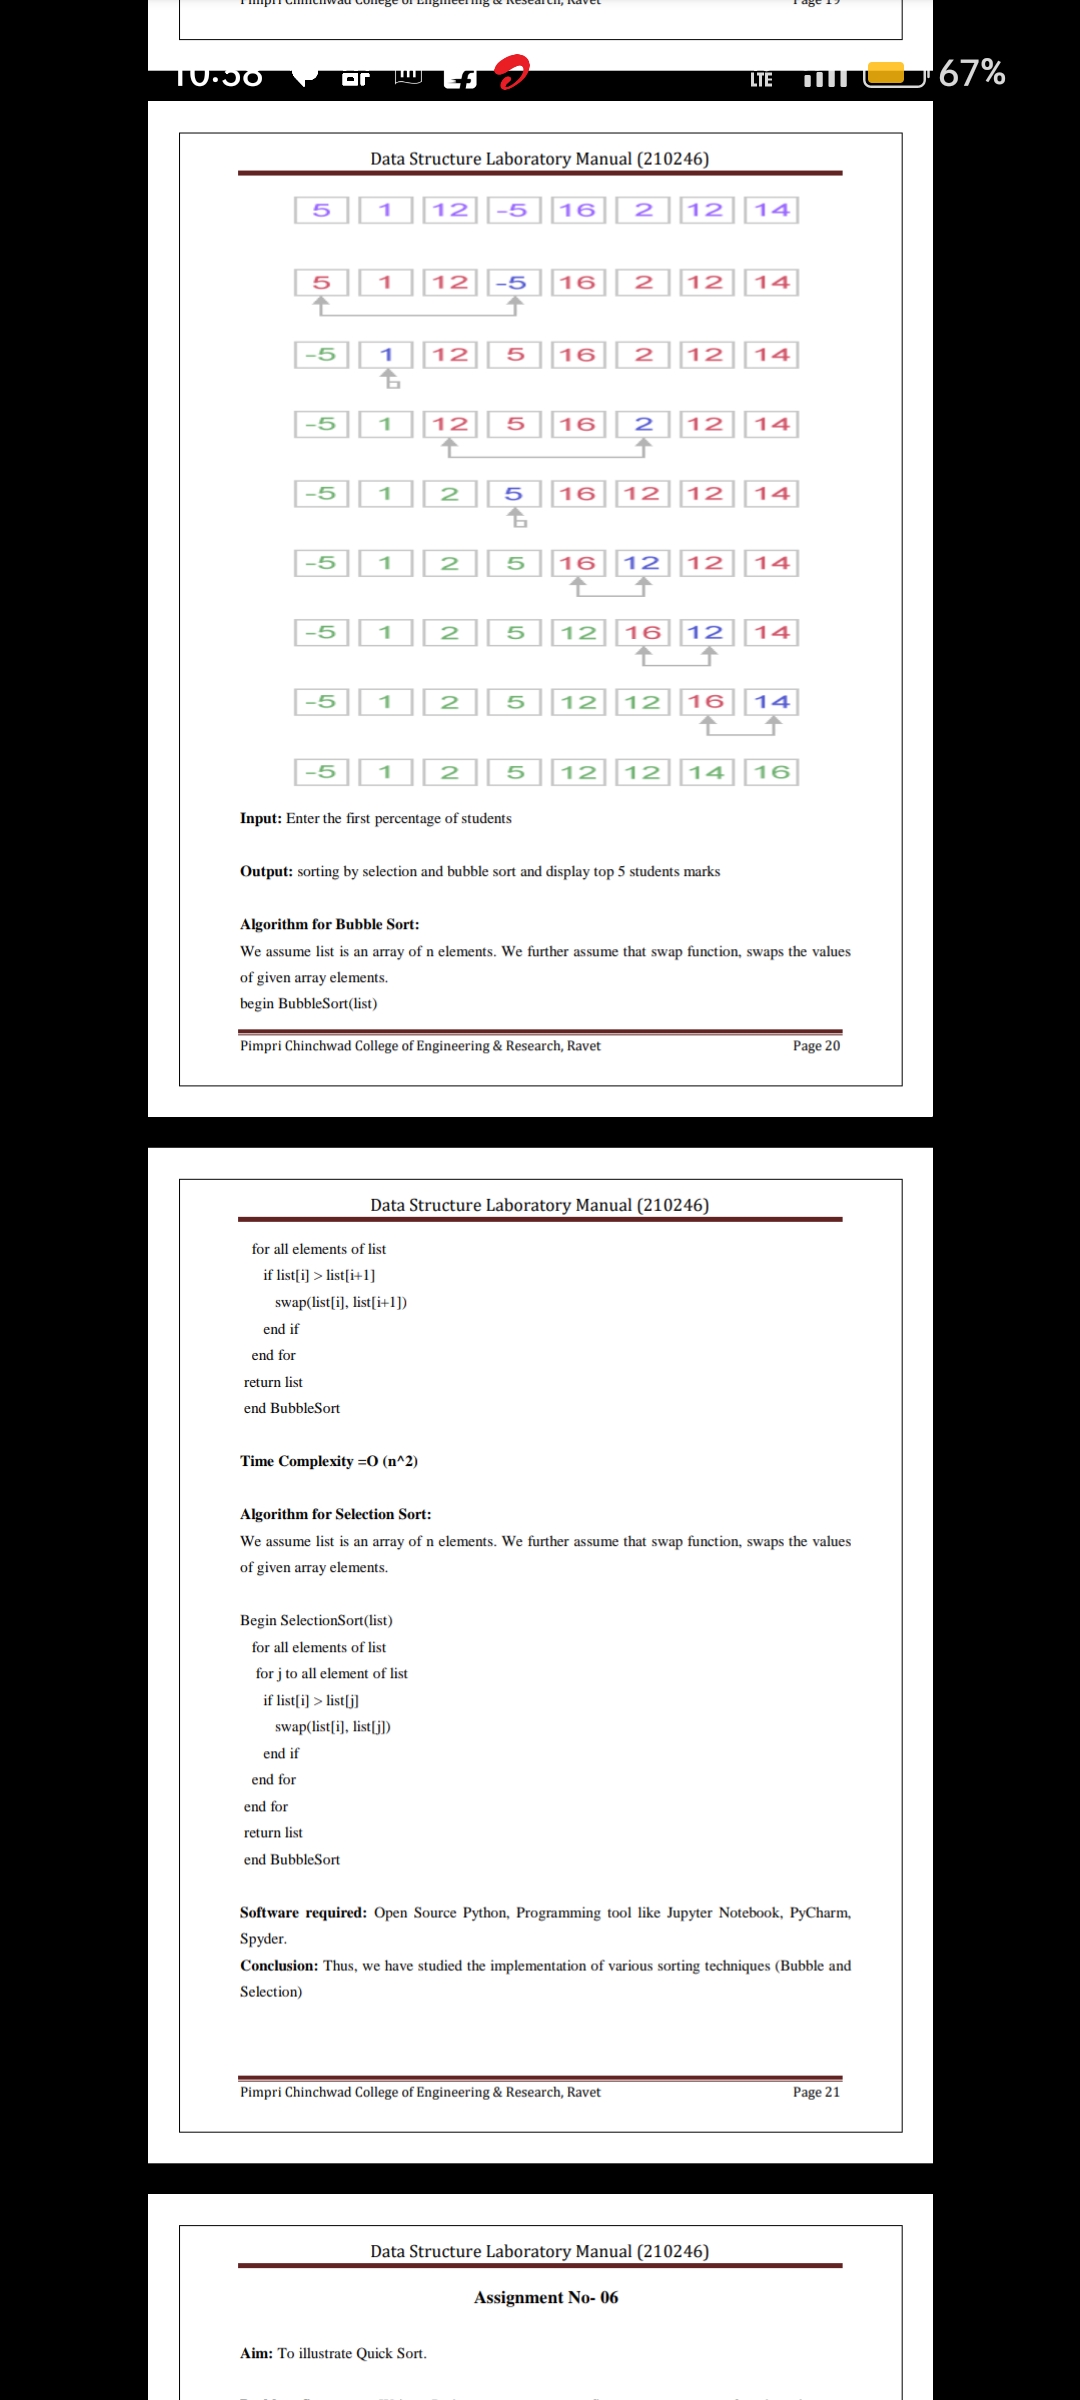 Pimpri Chinchwad College of Engineering & Research, Ravet Page 19
10:58 LTE 67%
Data Structure Laboratory Manual (210246)
5 1 12 -5 16 2 12 14
5 1 12 -5 16 2 12 14
-5 1 12 5 16 2 12 14
-5 1 12 5 16 2 12 14
-5 1 2 5 16 12 12 14
-5 1 2 5 16 12 12 14
-5 1 2 5 12 16 12 14
-5 1 2 5 12 12 16 14
-5 1 2 5 12 12 14 16
Input: Enter the first percentage of students
Output: sorting by selection and bubble sort and display top 5 students marks
Algorithm for Bubble Sort:
We assume list is an array of n elements. We further assume that swap function, swaps the values
of given array elements.
begin BubbleSort(list)
Pimpri Chinchwad College of Engineering & Research, Ravet Page 20
Data Structure Laboratory Manual (210246)
for all elements of list
if list[i] > list[i+1]
swap(list[i], list[i+1])
end if
end for
return list
end BubbleSort
Time Complexity =O (n^2)
Algorithm for Selection Sort:
We assume list is an array of n elements. We further assume that swap function, swaps the values
of given array elements.
Begin SelectionSort(list)
for all elements of list
for j to all element of list
if list[i] > list[j]
swap(list[i], list[j])
end if
end for
end for
return list
end BubbleSort
Software required: Open Source Python, Programming tool like Jupyter Notebook, PyCharm,
Spyder.
Conclusion: Thus, we have studied the implementation of various sorting techniques (Bubble and
Selection)
Pimpri Chinchwad College of Engineering & Research, Ravet Page 21
Data Structure Laboratory Manual (210246)
Assignment No- 06
Aim: To illustrate Quick Sort.